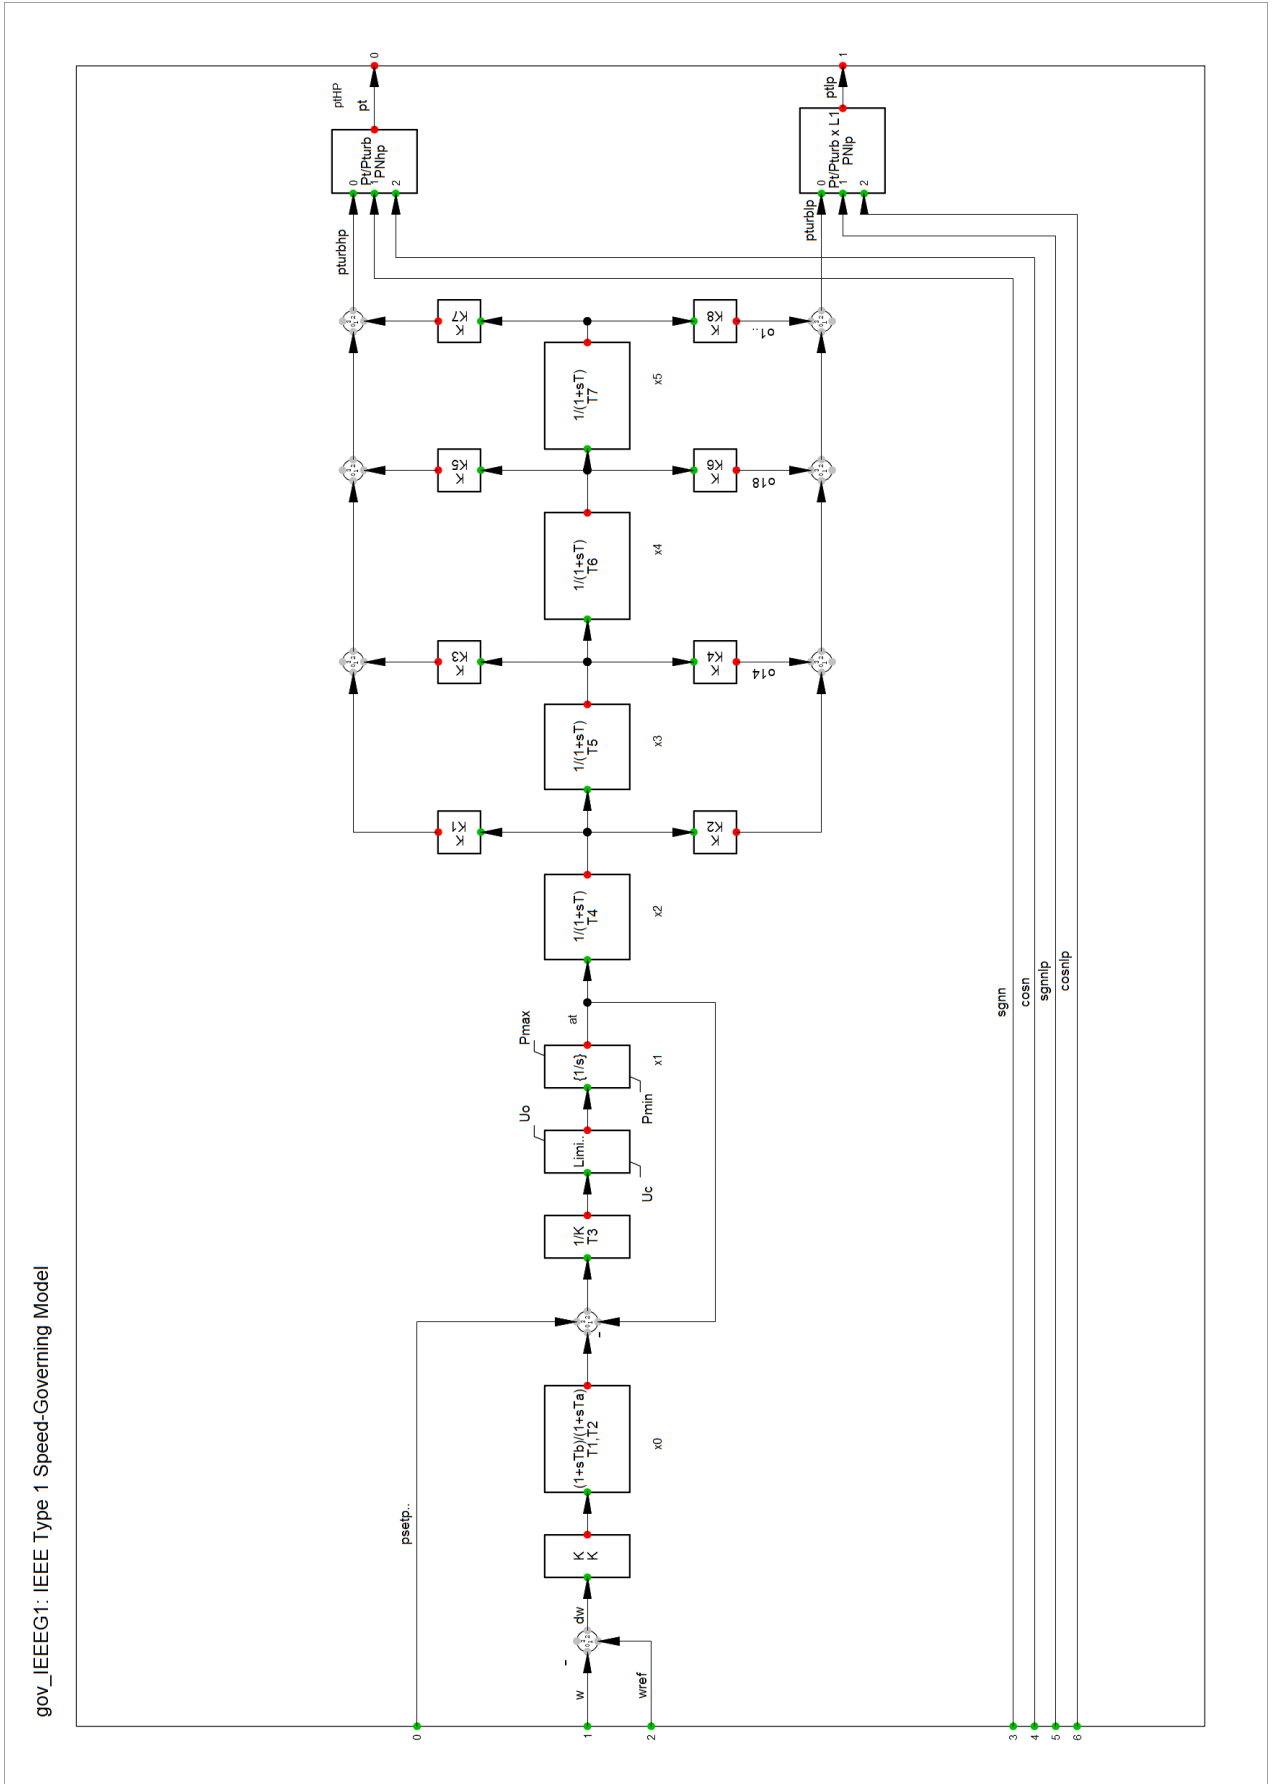 gov_IEEEG1: IEEE Type 1 Speed-Governing Model
0
1
2
3
4
5
6
psetp..
w
wref
-
dw
K
K
(1+sTb)/(1+sTa)
T1,T2
x0
-
1/K
T3
Limi..
Uo
Uc
{1/s}
Pmax
Pmin
x1
at
1/(1+sT)
T4
x2
K
K1
K
K2
1/(1+sT)
T5
x3
K
K3
K
K4
o14
1/(1+sT)
T6
x4
K
K5
K
K6
o18
1/(1+sT)
T7
x5
K
K7
K
K8
o1..
pturbhp
pturblp
sgnn
cosn
sgnnlp
cosnlp
0
1
2
Pt/Pturb
PNhp
0
1
2
Pt/Pturb x L1
PNlp
pt
ptHP
0
ptlp
1